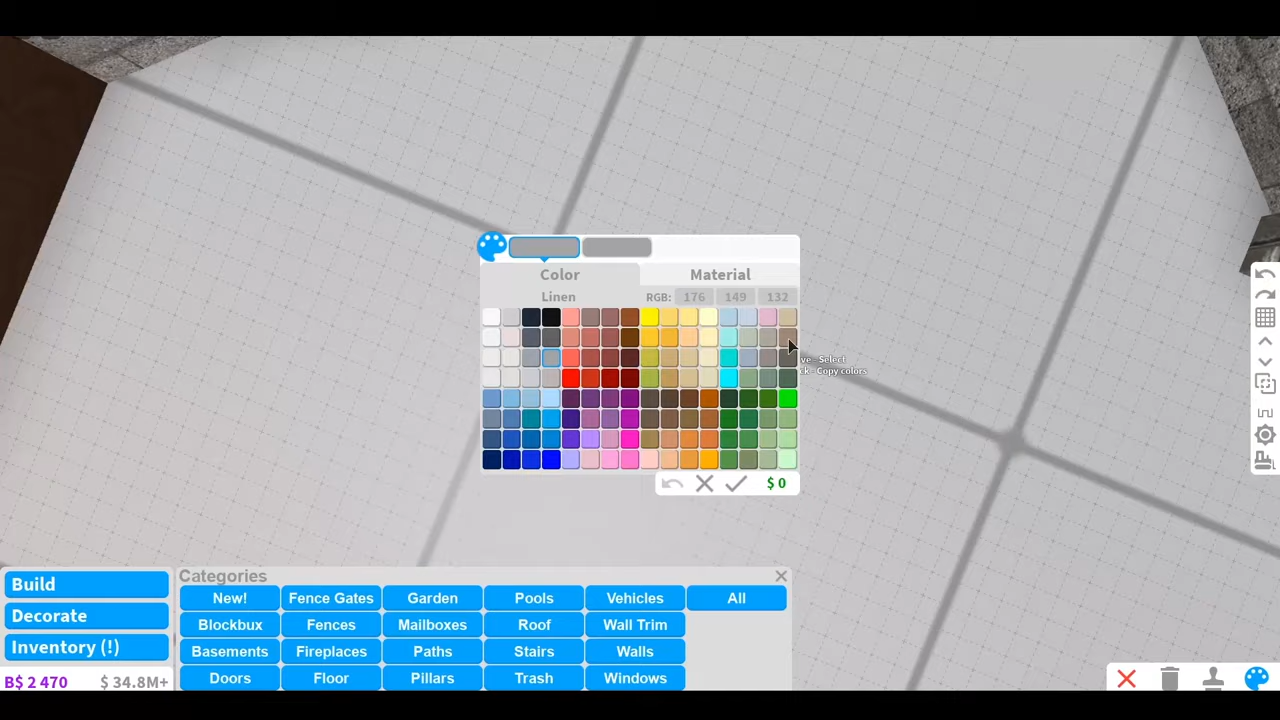 Color
Material
Linen
RGB: 176 149 132
ve - Select
ck - Copy colors
$ 0
Build
Decorate
Inventory (!)
B$ 2 470
$ 34.8M+
Categories
New!
Fence Gates
Garden
Pools
Vehicles
All
Blockbux
Fences
Mailboxes
Roof
Wall Trim
Basements
Fireplaces
Paths
Stairs
Walls
Doors
Floor
Pillars
Trash
Windows